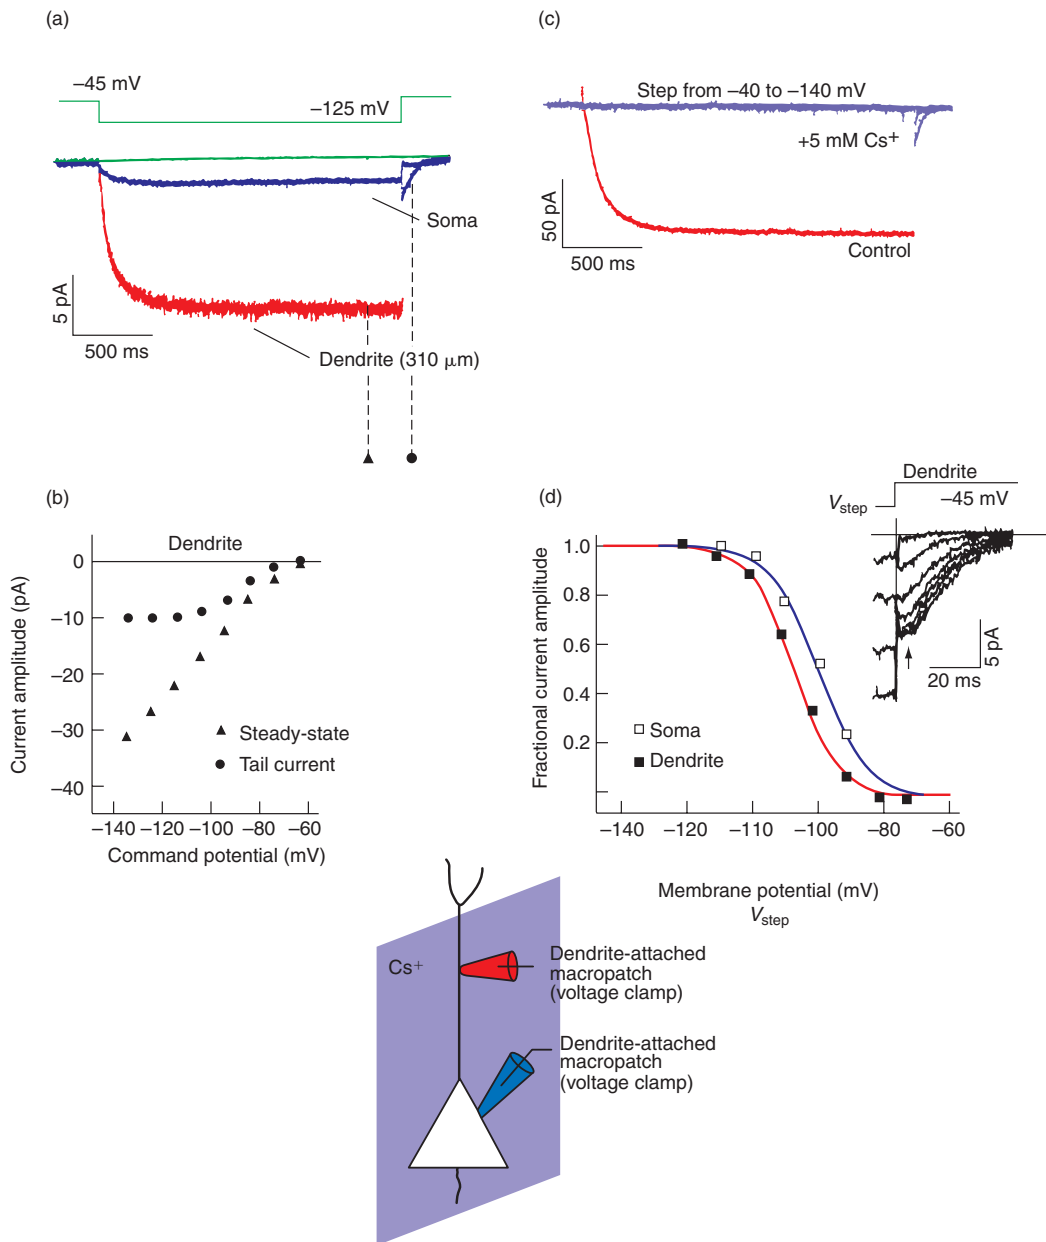 (a)
–45 mV
–125 mV
Soma
5 pA
500 ms
Dendrite (310 μm)
(c)
Step from –40 to –140 mV
+5 mM Cs+
50 pA
500 ms
Control
(b)
Dendrite
Current amplitude (pA)
0
–10
–20
–30
–40
Steady-state
Tail current
–140 –120 –100 –80 –60
Command potential (mV)
(d)
Dendrite
Vstep
–45 mV
5 pA
20 ms
Fractional current amplitude
1.0
0.8
0.6
0.4
0.2
Soma
Dendrite
–140 –120 –110 –100 –80 –60
Membrane potential (mV)
Vstep
Cs+
Dendrite-attached
macropatch
(voltage clamp)
Dendrite-attached
macropatch
(voltage clamp)